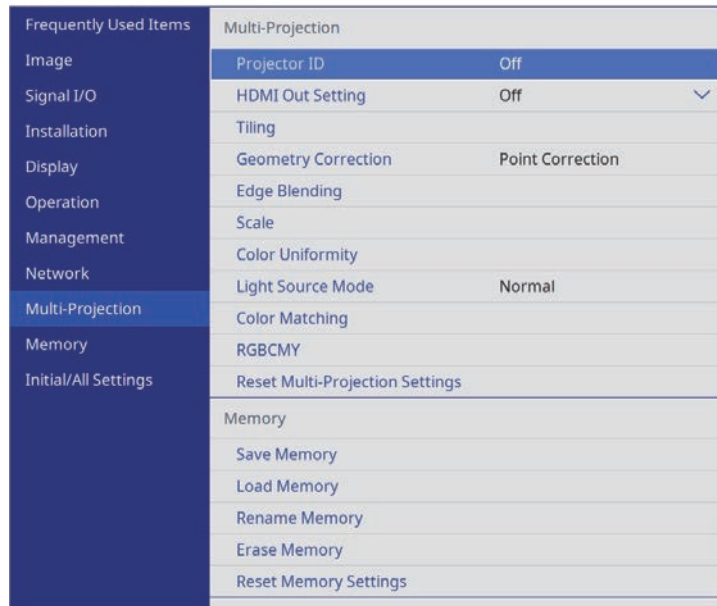 Frequently Used Items
Image
Signal I/O
Installation
Display
Operation
Management
Network
Multi-Projection
Memory
Initial/All Settings
Multi-Projection
Projector ID Off
HDMI Out Setting Off
Tiling
Geometry Correction Point Correction
Edge Blending
Scale
Color Uniformity
Light Source Mode Normal
Color Matching
RGBCMY
Reset Multi-Projection Settings
Memory
Save Memory
Load Memory
Rename Memory
Erase Memory
Reset Memory Settings